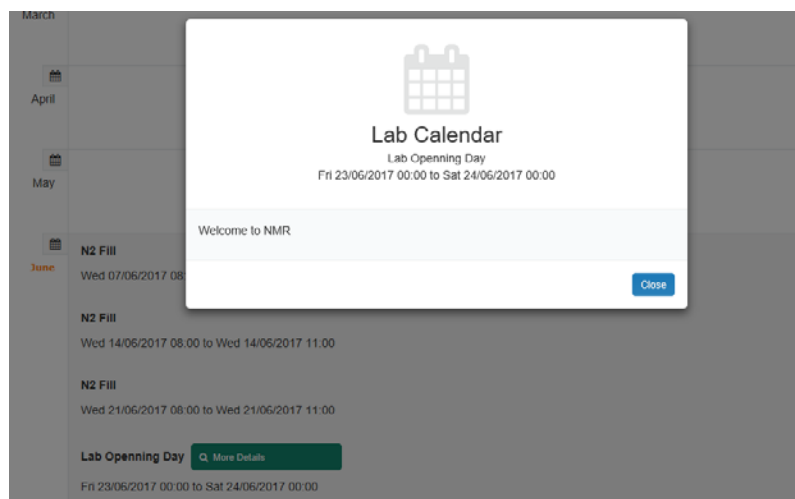 March
April
May
June
Lab Calendar
Lab Openning Day
Fri 23/06/2017 00:00 to Sat 24/06/2017 00:00
Welcome to NMR
Close
N2 Fill
Wed 07/06/2017 08:
N2 Fill
Wed 14/06/2017 08:00 to Wed 14/06/2017 11:00
N2 Fill
Wed 21/06/2017 08:00 to Wed 21/06/2017 11:00
Lab Openning Day More Details
Fri 23/06/2017 00:00 to Sat 24/06/2017 00:00